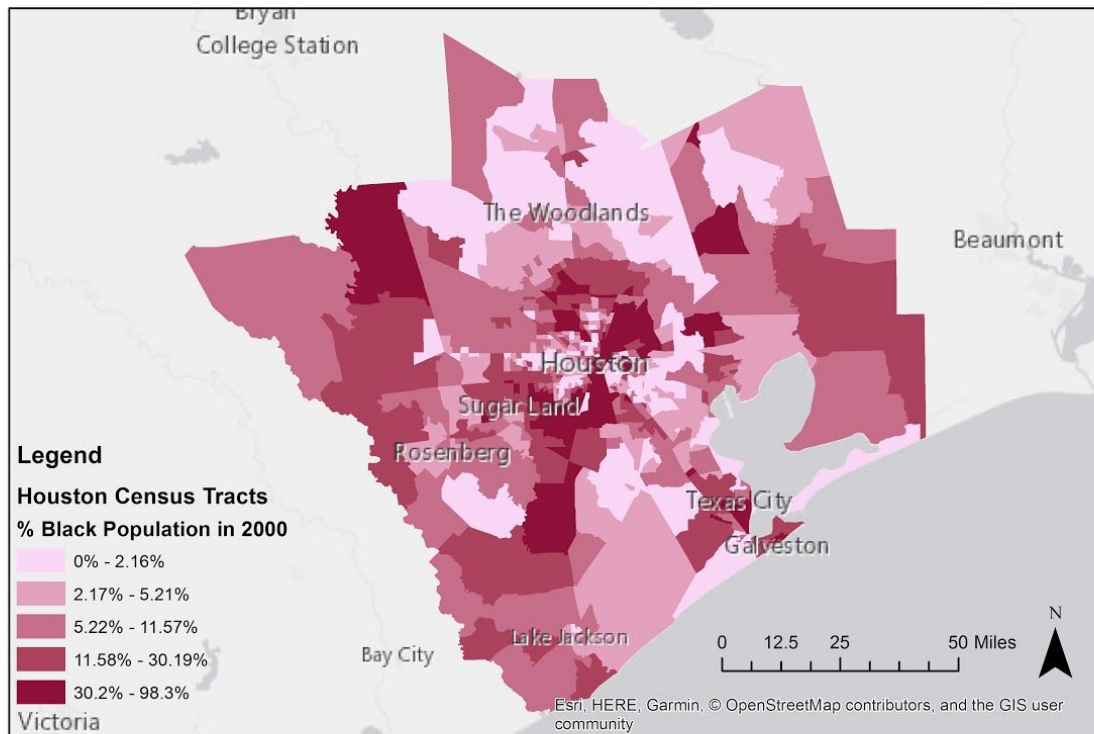 Bryan
College Station
The Woodlands
Beaumont
Houston
Sugar Land
Rosenberg
Texas City
Galveston
Lake Jackson
Bay City
Victoria
Legend
Houston Census Tracts
% Black Population in 2000
0% - 2.16%
2.17% - 5.21%
5.22% - 11.57%
11.58% - 30.19%
30.2% - 98.3%
N
0 12.5 25 50 Miles
Esri, HERE, Garmin, © OpenStreetMap contributors, and the GIS user
community